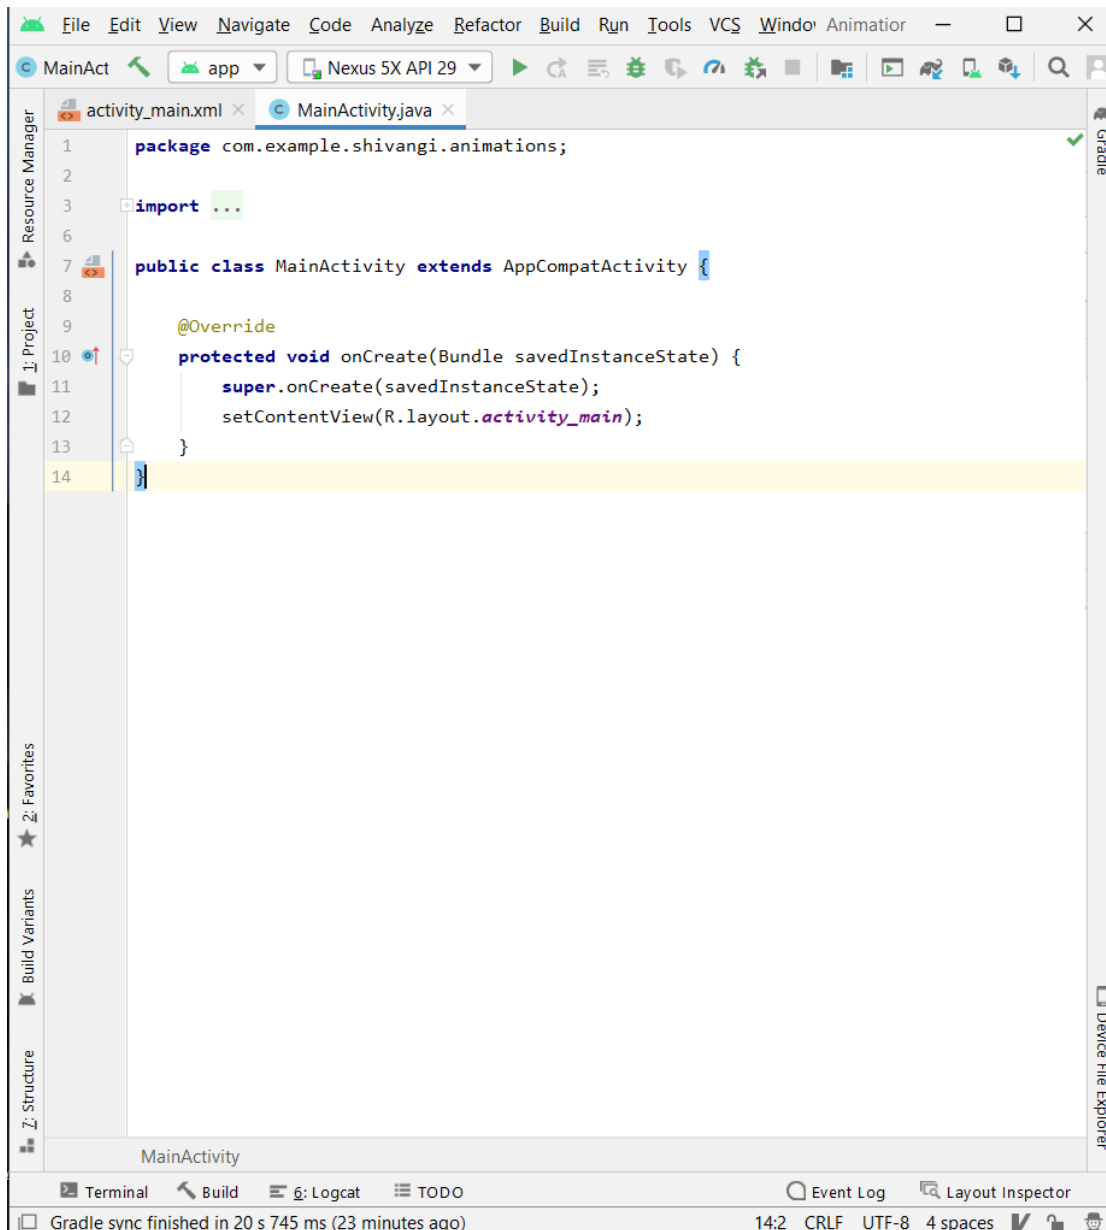 File Edit View Navigate Code Analyze Refactor Build Run Tools VCS Windo Animatior
MainAct app Nexus 5X API 29
activity_main.xml MainActivity.java
1 package com.example.shivangi.animations;
2
3 import ...
6
7 public class MainActivity extends AppCompatActivity {
8
9 @Override
10 protected void onCreate(Bundle savedInstanceState) {
11 super.onCreate(savedInstanceState);
12 setContentView(R.layout.activity_main);
13 }
14 }
Resource Manager
1: Project
2: Favorites
Build Variants
Z: Structure
Gradle
Device File Explorer
MainActivity
Terminal Build 6: Logcat TODO Event Log Layout Inspector
Gradle sync finished in 20 s 745 ms (23 minutes ago) 14:2 CRLF UTF-8 4 spaces